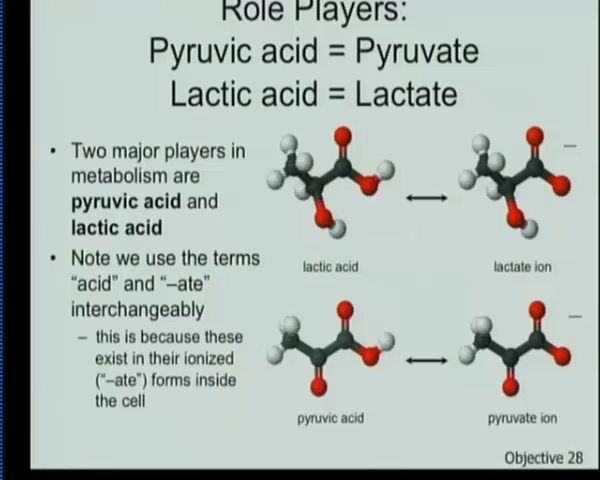 Role Players:
Pyruvic acid = Pyruvate
Lactic acid = Lactate
• Two major players in
metabolism are
pyruvic acid and
lactic acid
• Note we use the terms
"acid" and "–ate"
interchangeably
– this is because these
exist in their ionized
("–ate") forms inside
the cell
lactic acid
lactate ion
pyruvic acid
pyruvate ion
Objective 28